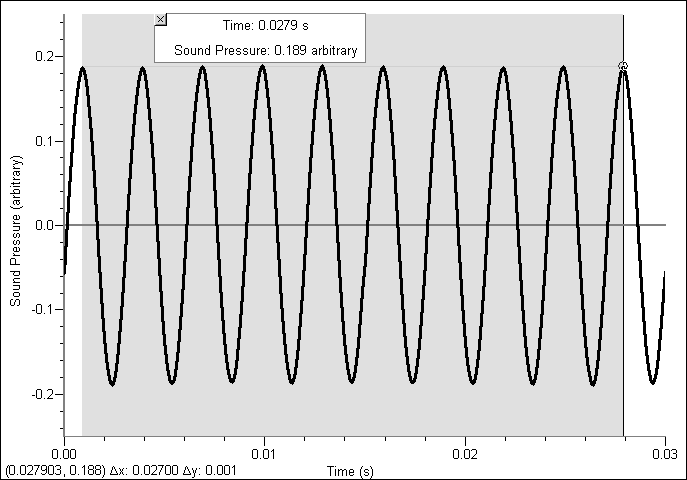 Time: 0.0279 s
Sound Pressure: 0.189 arbitrary
0.2
0.1
0.0
-0.1
-0.2
Sound Pressure (arbitrary)
0.00
0.01
0.02
0.03
(0.027903, 0.188) Δx: 0.02700 Δy: 0.001
Time (s)